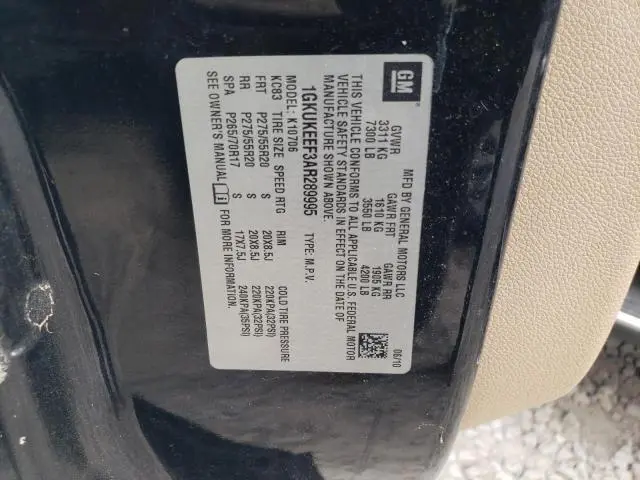 GM
MFD BY GENERAL MOTORS LLC
06/10
GVWR GAWR FRT GAWR RR
3311 KG 1610 KG 1905 KG
7300 LB 3550 LB 4200 LB
THIS VEHICLE CONFORMS TO ALL APPLICABLE U.S. FEDERAL MOTOR
VEHICLE SAFETY STANDARDS IN EFFECT ON THE DATE OF
MANUFACTURE SHOWN ABOVE.
1GKUKEEF3AR289995 TYPE: M.P.V.
MODEL: K10706
KC83 TIRE SIZE SPEED RTG RIM COLD TIRE PRESSURE
FRT P275/55R20 S 20X8.5J 220KPA(32PSI)
RR P275/55R20 S 20X8.5J 220KPA(32PSI)
SPA P265/70R17 S 17X7.5J 240KPA(35PSI)
SEE OWNER'S MANUAL FOR MORE INFORMATION.